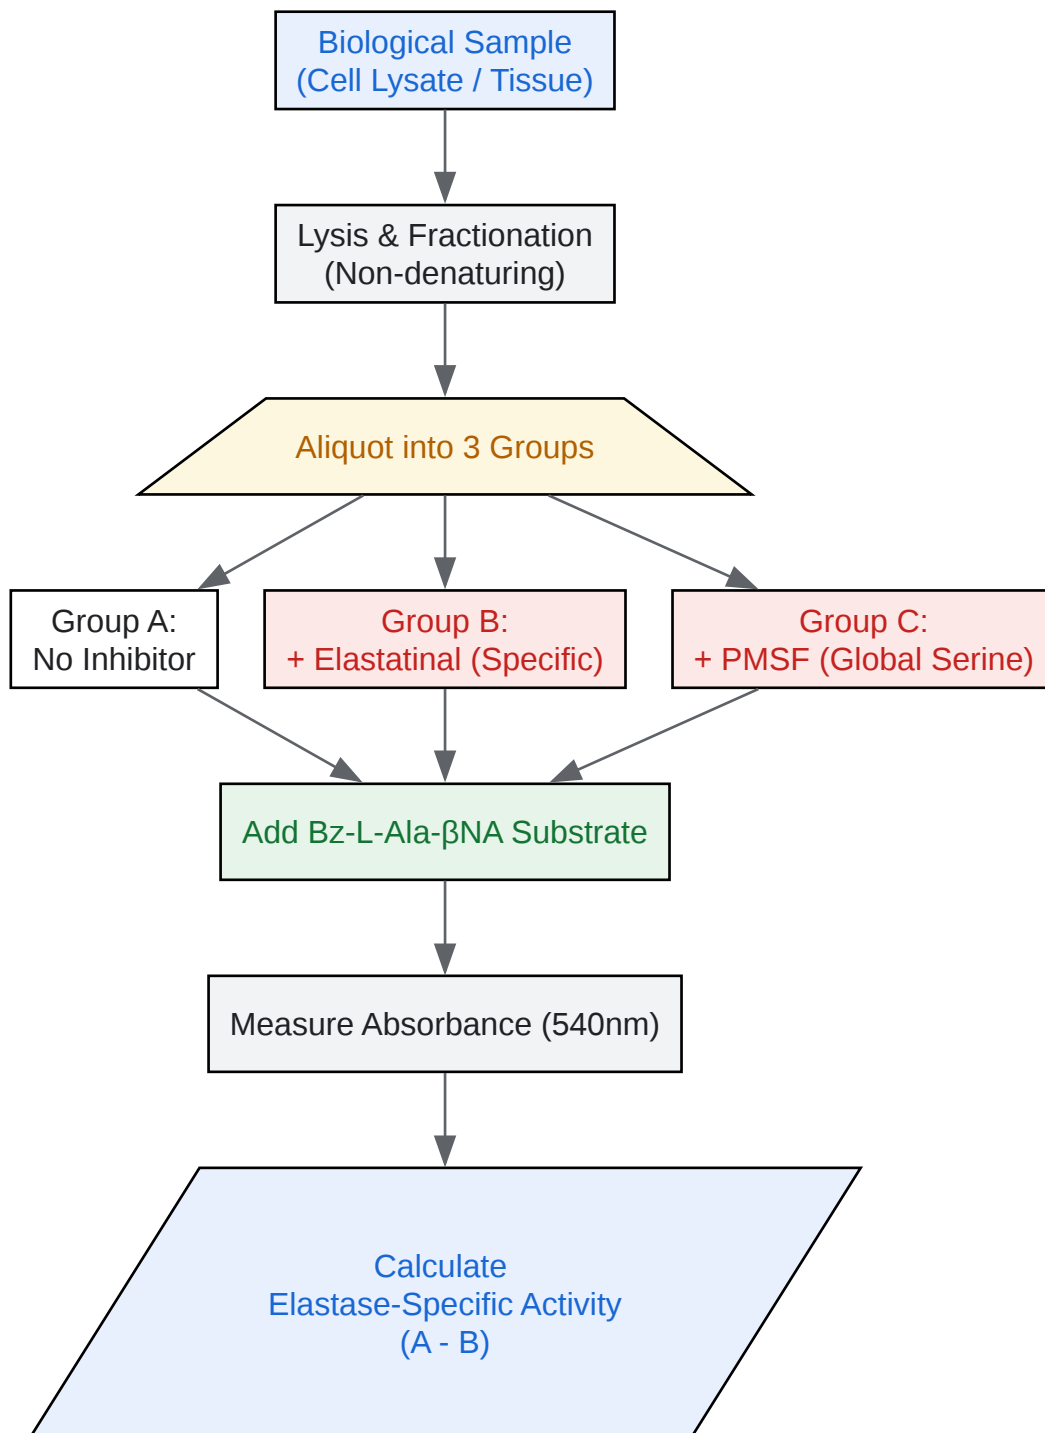 Biological Sample
(Cell Lysate / Tissue)
Lysis & Fractionation
(Non-denaturing)
Aliquot into 3 Groups
Group A:
No Inhibitor
Group B:
+ Elastatinal (Specific)
Group C:
+ PMSF (Global Serine)
Add Bz-L-Ala-βNA Substrate
Measure Absorbance (540nm)
Calculate
Elastase-Specific Activity
(A - B)